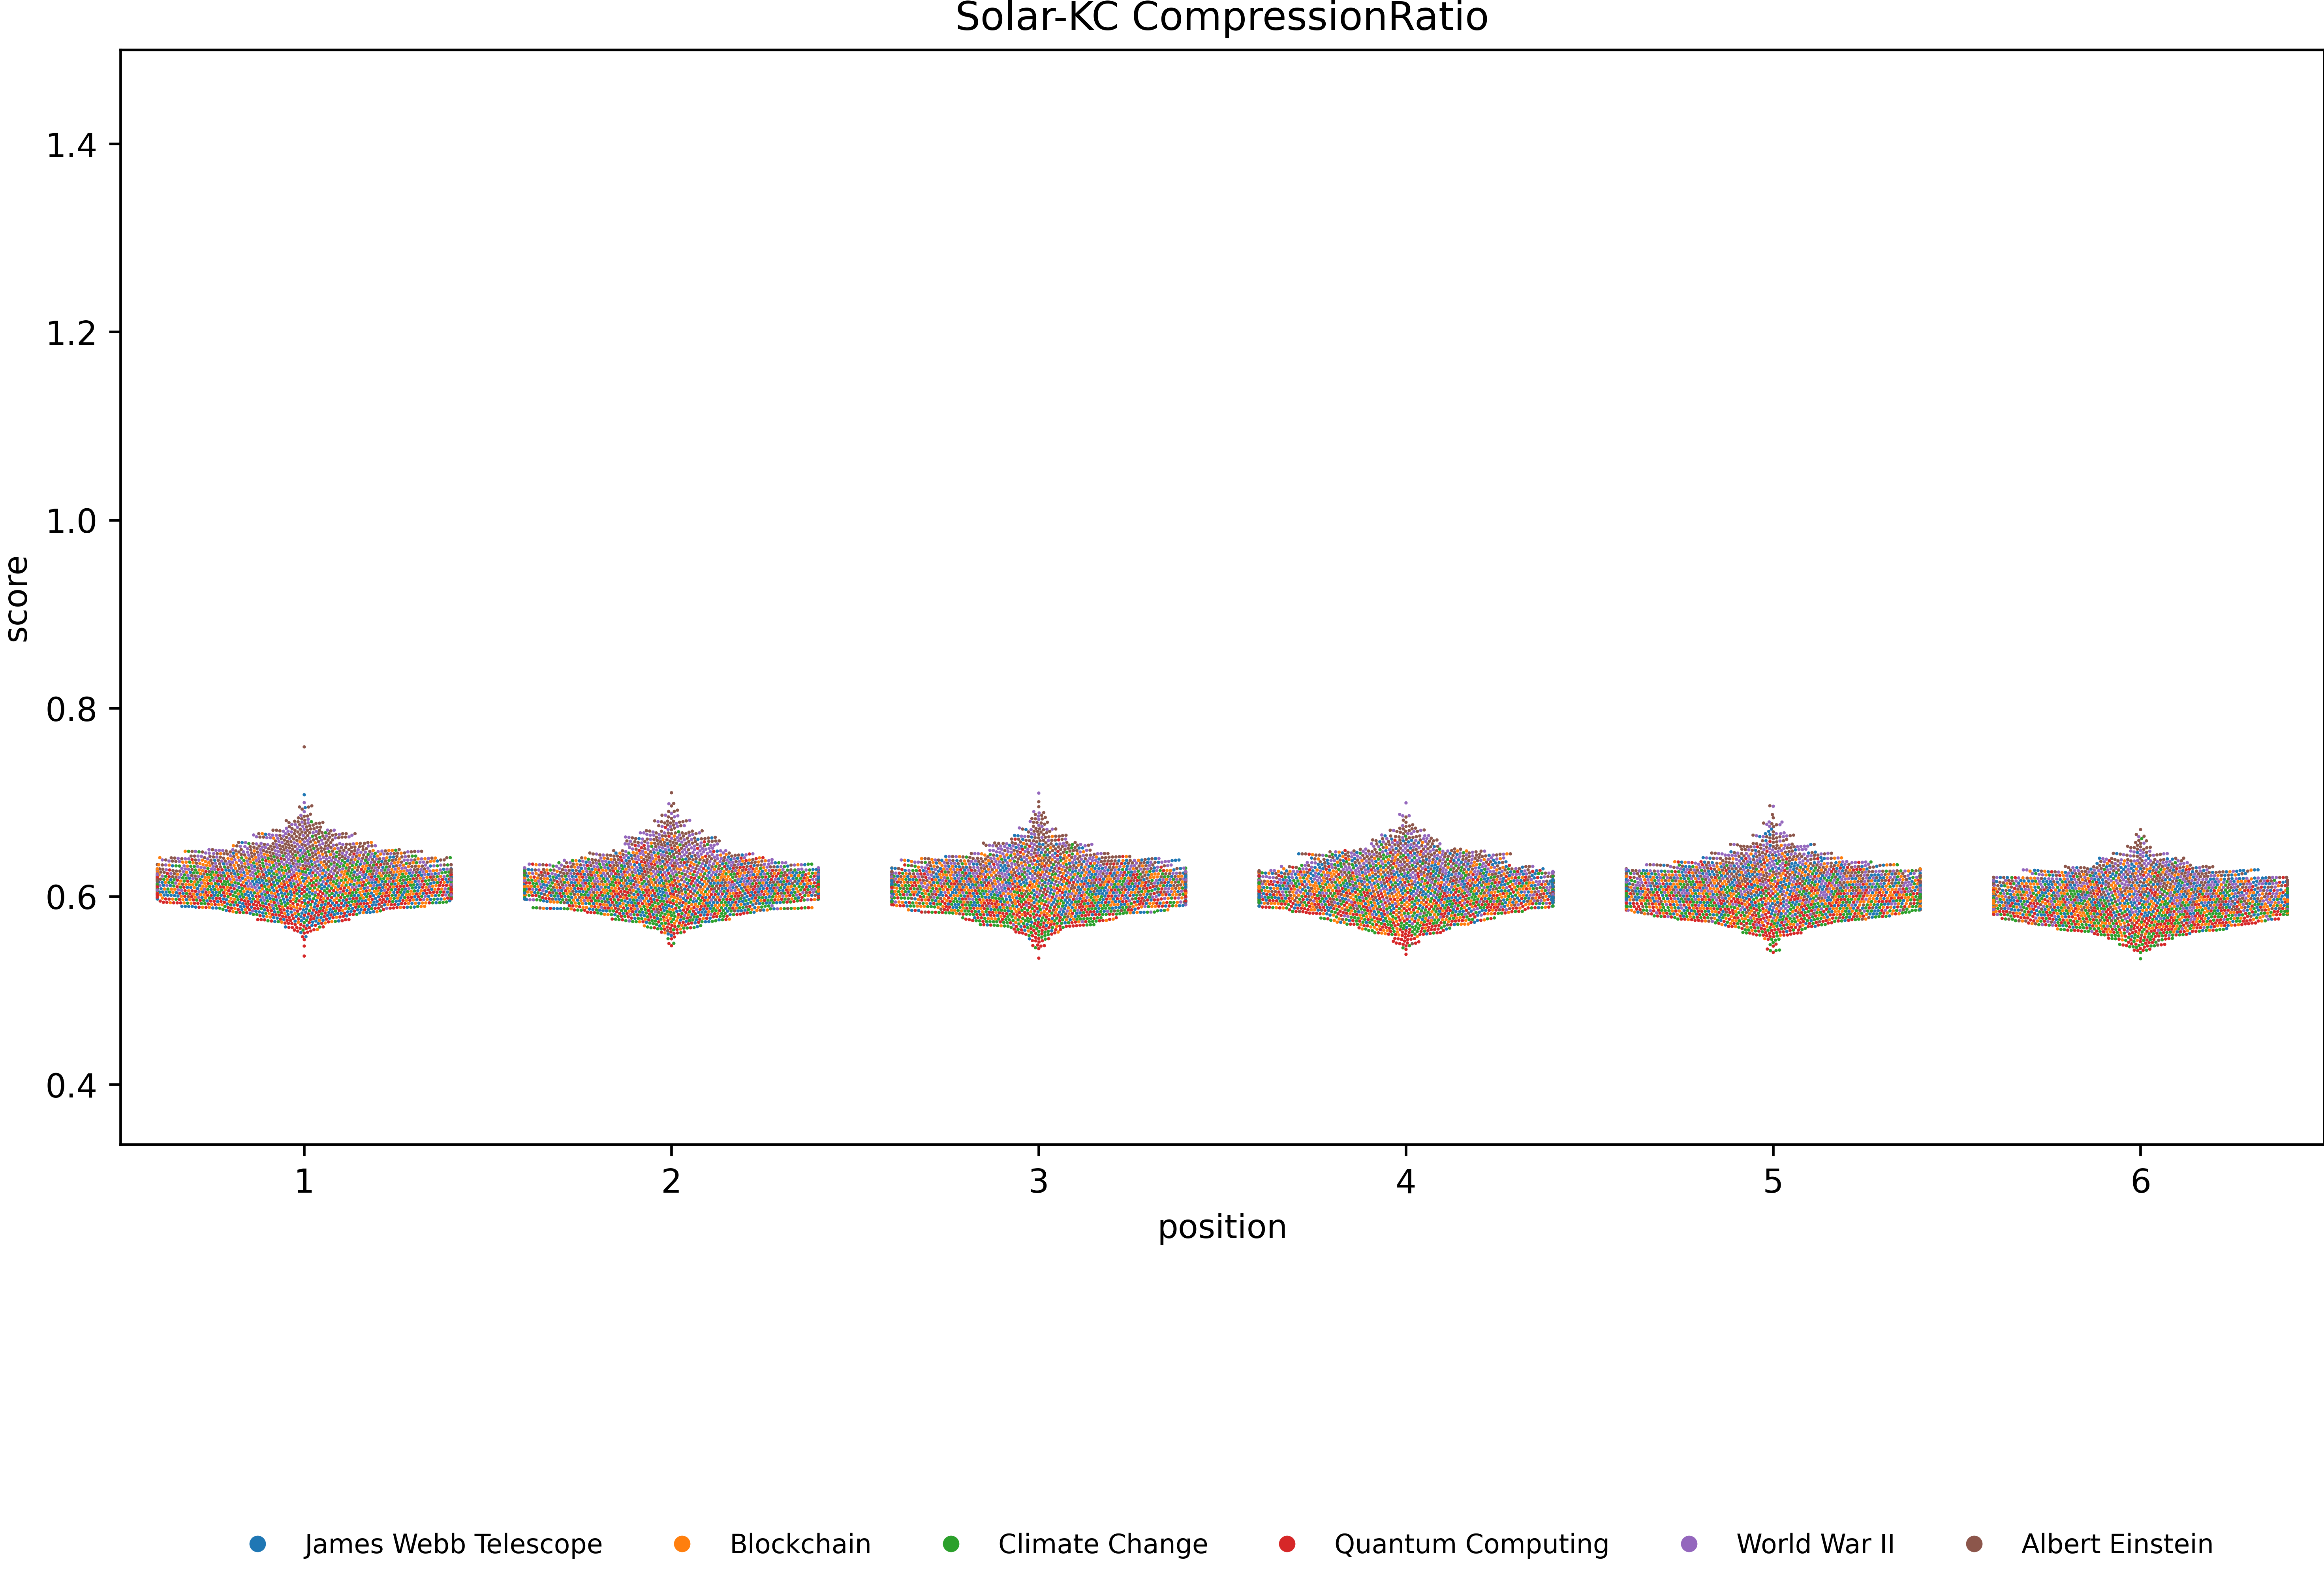 Solar-KC CompressionRatio
1.4
1.2
1.0
0.8
0.6
0.4
score
1 2 3 4 5 6
position
James Webb Telescope Blockchain Climate Change Quantum Computing World War II Albert Einstein